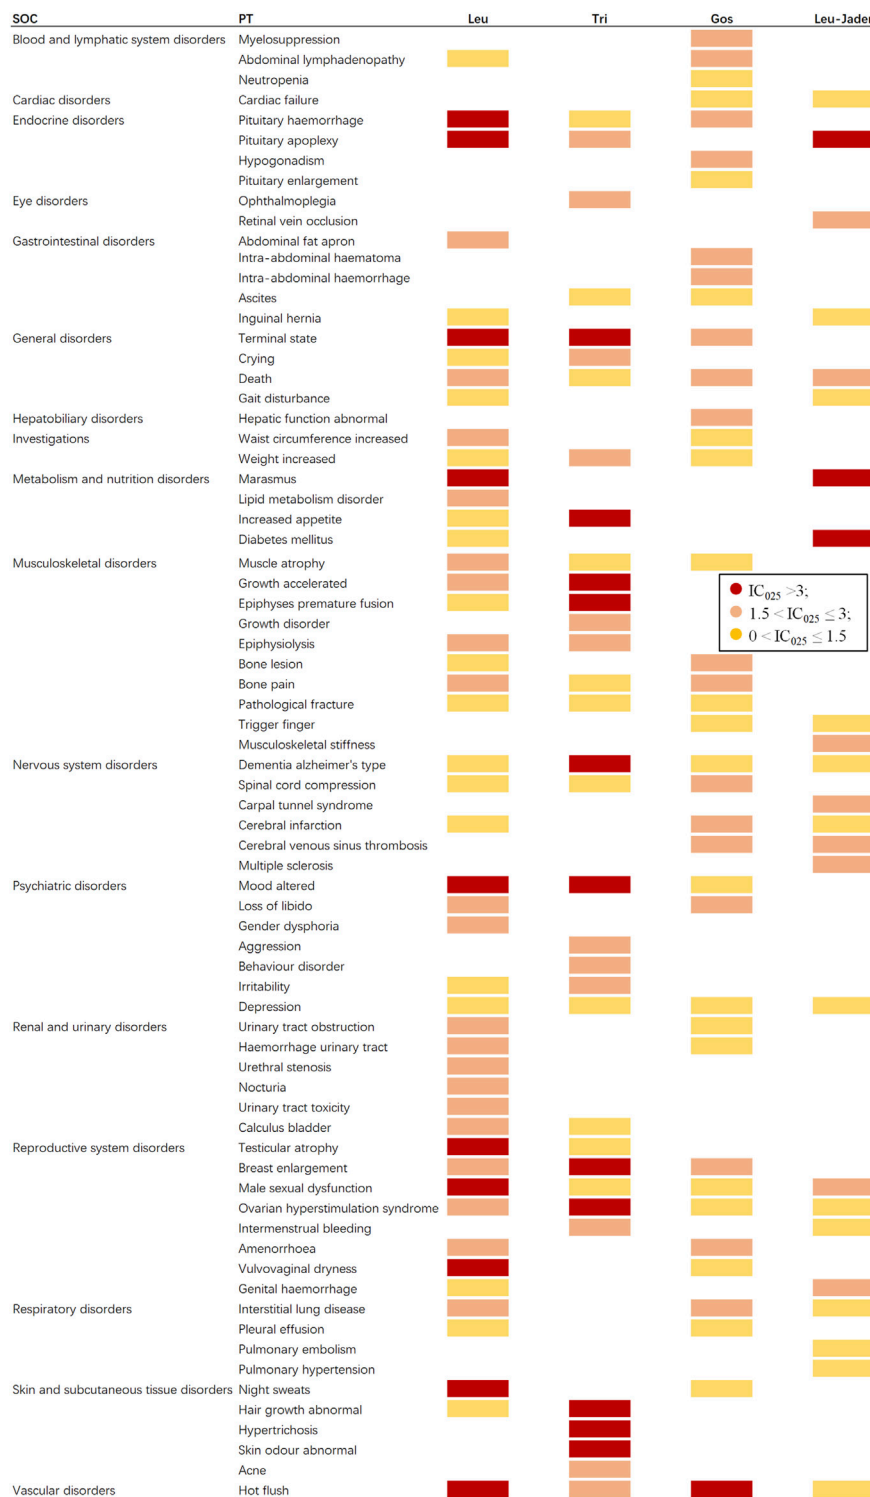 SOC PT Leu Tri Gos Leu-Jader
Blood and lymphatic system disorders Myelosuppression
Abdominal lymphadenopathy
Neutropenia
Cardiac disorders Cardiac failure
Endocrine disorders Pituitary haemorrhage
Pituitary apoplexy
Hypogonadism
Pituitary enlargement
Eye disorders Ophthalmoplegia
Retinal vein occlusion
Gastrointestinal disorders Abdominal fat apron
Intra-abdominal haematoma
Intra-abdominal haemorrhage
Ascites
Inguinal hernia
General disorders Terminal state
Crying
Death
Gait disturbance
Hepatobiliary disorders Hepatic function abnormal
Investigations Waist circumference increased
Weight increased
Metabolism and nutrition disorders Marasmus
Lipid metabolism disorder
Increased appetite
Diabetes mellitus
Musculoskeletal disorders Muscle atrophy
Growth accelerated
IC025 >3;
Epiphyses premature fusion
1.5 < IC025 ≤ 3;
Growth disorder
0 < IC025 ≤ 1.5
Epiphysiolysis
Bone lesion
Bone pain
Pathological fracture
Trigger finger
Musculoskeletal stiffness
Nervous system disorders Dementia alzheimer's type
Spinal cord compression
Carpal tunnel syndrome
Cerebral infarction
Cerebral venous sinus thrombosis
Multiple sclerosis
Psychiatric disorders Mood altered
Loss of libido
Gender dysphoria
Aggression
Behaviour disorder
Irritability
Depression
Renal and urinary disorders Urinary tract obstruction
Haemorrhage urinary tract
Urethral stenosis
Nocturia
Urinary tract toxicity
Calculus bladder
Reproductive system disorders Testicular atrophy
Breast enlargement
Male sexual dysfunction
Ovarian hyperstimulation syndrome
Intermenstrual bleeding
Amenorrhoea
Vulvovaginal dryness
Genital haemorrhage
Respiratory disorders Interstitial lung disease
Pleural effusion
Pulmonary embolism
Pulmonary hypertension
Skin and subcutaneous tissue disorders Night sweats
Hair growth abnormal
Hypertrichosis
Skin odour abnormal
Acne
Vascular disorders Hot flush